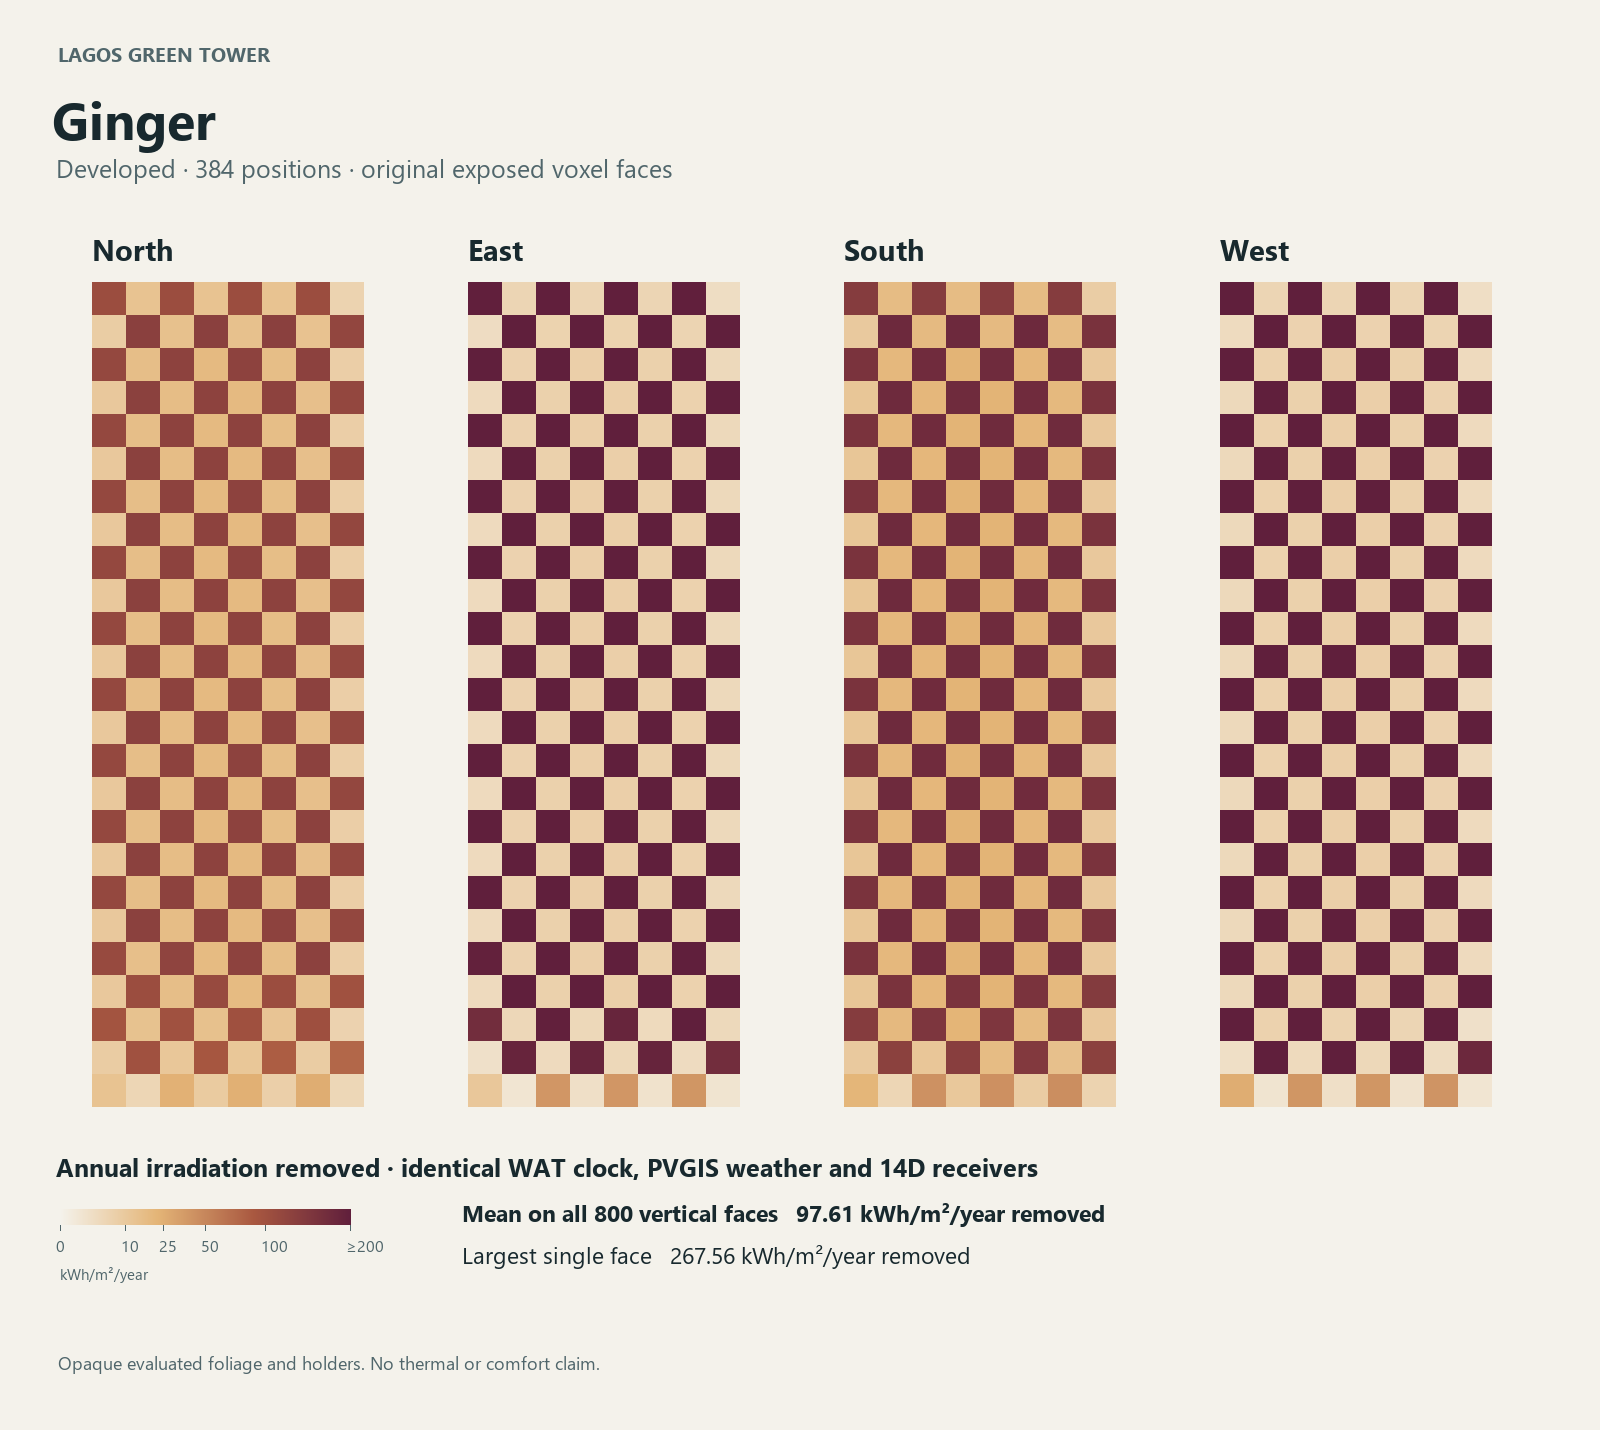 LAGOS GREEN TOWER
Ginger
Developed · 384 positions · original exposed voxel faces
North East South West
Annual irradiation removed · identical WAT clock, PVGIS weather and 14D receivers
Mean on all 800 vertical faces 97.61 kWh/m²/year removed
0 10 25 50 100 ≥200
Largest single face 267.56 kWh/m²/year removed
kWh/m²/year
Opaque evaluated foliage and holders. No thermal or comfort claim.